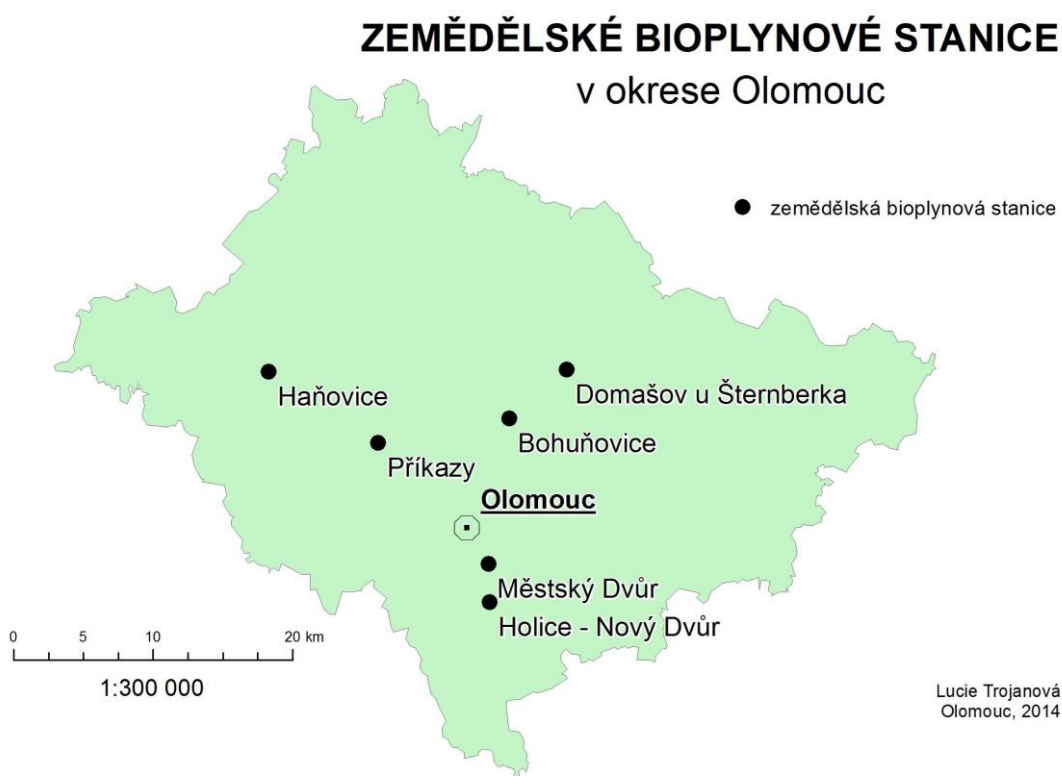 ZEMĚDĚLSKÉ BIOPLYNOVÉ STANICE
v okrese Olomouc
zemědělská bioplynová stanice
Haňovice
Domašov u Šternberka
Bohuňovice
Příkazy
Olomouc
Městský Dvůr
Holice - Nový Dvůr
0 5 10 20 km
1:300 000
Lucie Trojanová
Olomouc, 2014